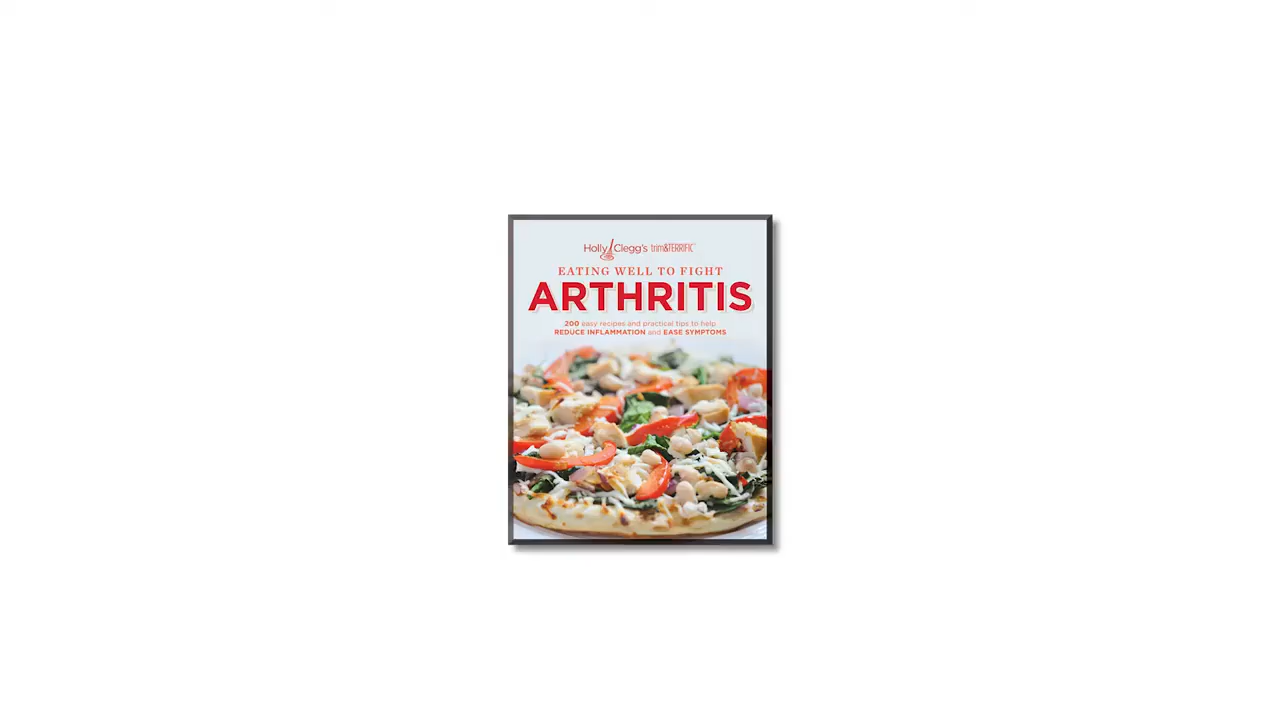 Holly Clegg's trim&TERRIFIC™
EATING WELL TO FIGHT
ARTHRITIS
200 easy recipes and practical tips to help
REDUCE INFLAMMATION and EASE SYMPTOMS